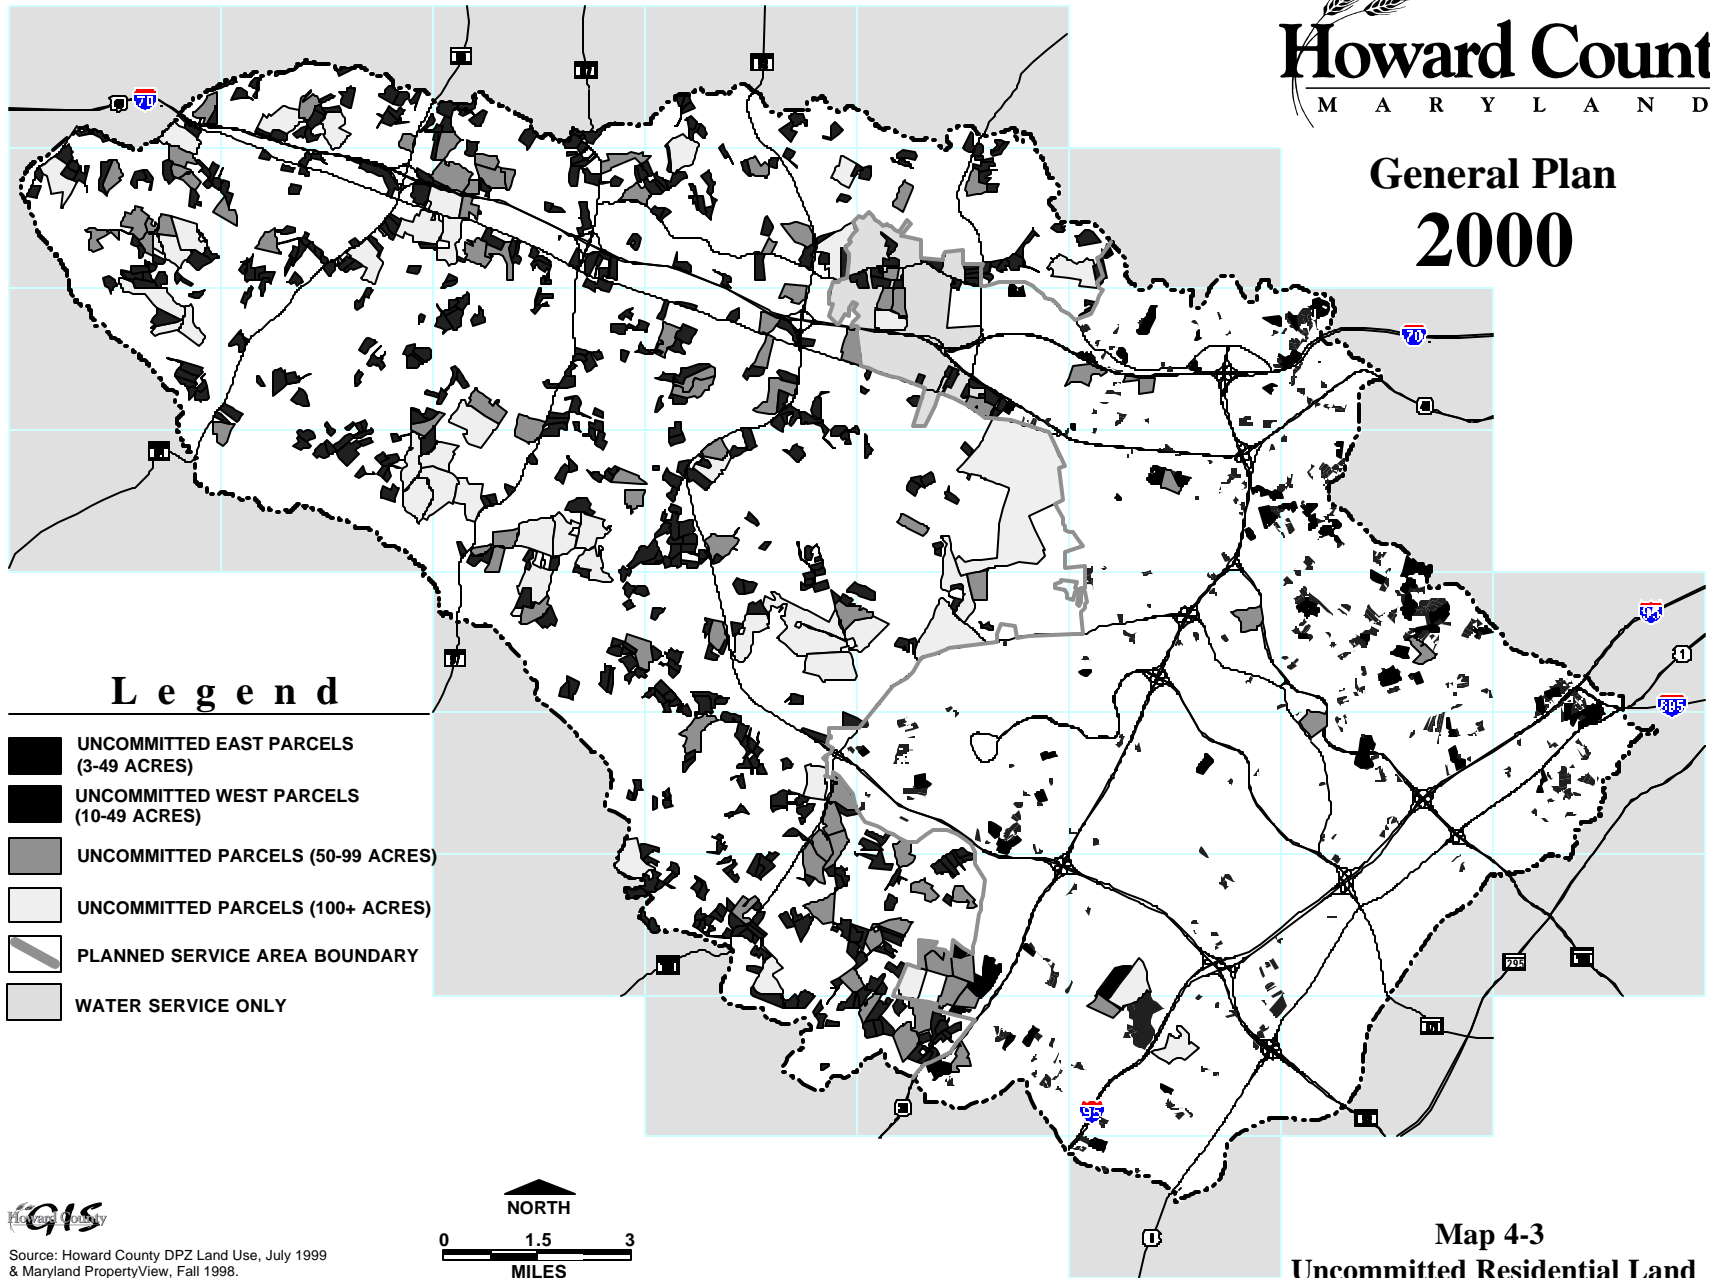 Howard Count
MARYLAND
General Plan
2000
70
70
1
395
95
295
Legend
UNCOMMITTED EAST PARCELS
(3-49 ACRES)
UNCOMMITTED WEST PARCELS
(10-49 ACRES)
UNCOMMITTED PARCELS (50-99 ACRES)
UNCOMMITTED PARCELS (100+ ACRES)
PLANNED SERVICE AREA BOUNDARY
WATER SERVICE ONLY
Howard County
GIS
Source: Howard County DPZ Land Use, July 1999
& Maryland PropertyView, Fall 1998.
NORTH
0 1.5 3
MILES
Map 4-3
Uncommitted Residential Land